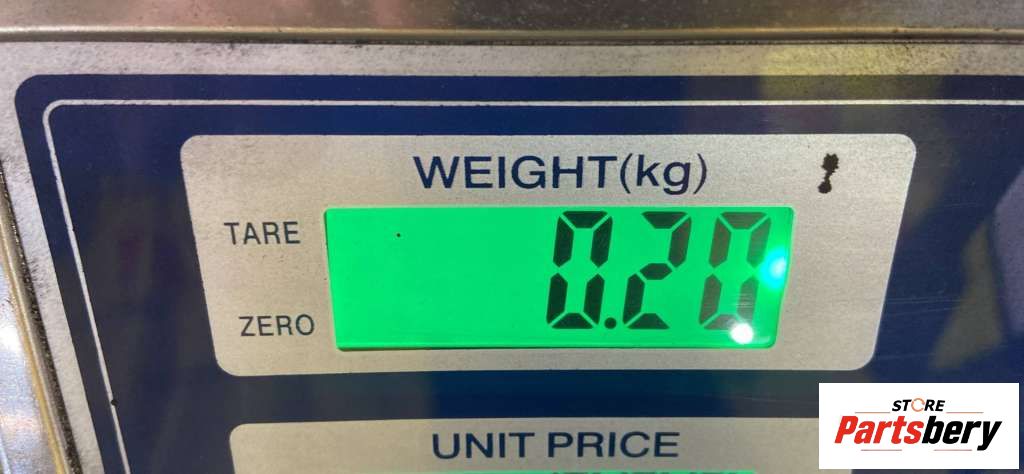 WEIGHT(kg)
TARE
0.20
ZERO
UNIT PRICE
STORE
Partsbery